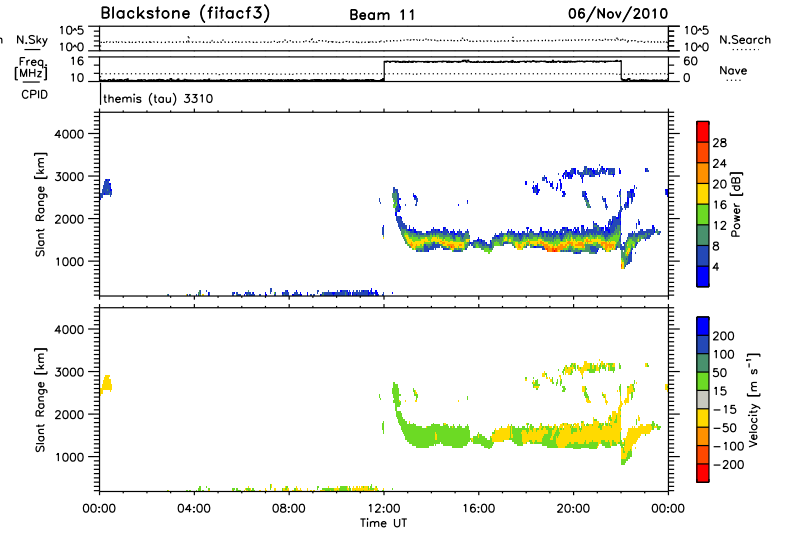 Blackstone (fitacf3)
Beam 11
06/Nov/2010
N.Sky
10^5
10^0
10^5
10^0
N.Search
Freq.
[MHz]
16
10
60
0
Nave
CPID
themis (tau) 3310
Slant Range [km]
4000
3000
2000
1000
28
24
20
16
12
8
4
Power [dB]
Slant Range [km]
4000
3000
2000
1000
200
100
50
15
-15
-50
-100
-200
Velocity [m s⁻¹]
00:00
04:00
08:00
12:00
16:00
20:00
00:00
Time UT